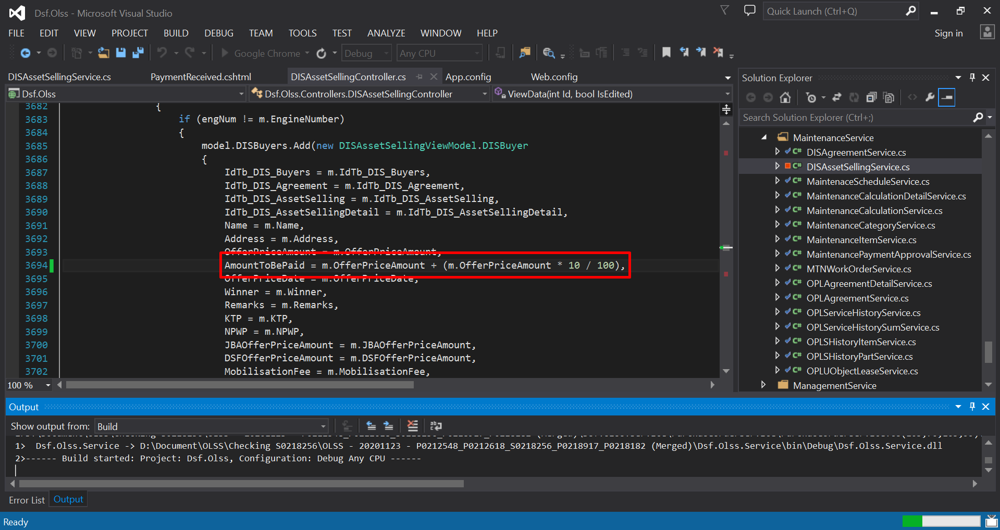 Dsf.Olss - Microsoft Visual Studio
Quick Launch (Ctrl+Q)
FILE EDIT VIEW PROJECT BUILD DEBUG TEAM TOOLS TEST ANALYZE WINDOW HELP
Sign in
Google Chrome Debug Any CPU
DISAssetSellingService.cs PaymentReceived.cshtml DISAssetSellingController.cs App.config Web.config
Dsf.Olss Dsf.Olss.Controllers.DISAssetSellingController ViewData(int Id, bool IsEdited)
3682 {
3683 if (engNum != m.EngineNumber)
3684 {
3685 model.DISBuyers.Add(new DISAssetSellingViewModel.DISBuyer
3686 {
3687 IdTb_DIS_Buyers = m.IdTb_DIS_Buyers,
3688 IdTb_DIS_Agreement = m.IdTb_DIS_Agreement,
3689 IdTb_DIS_AssetSelling = m.IdTb_DIS_AssetSelling,
3690 IdTb_DIS_AssetSellingDetail = m.IdTb_DIS_AssetSellingDetail,
3691 Name = m.Name,
3692 Address = m.Address,
3693 OfferPriceAmount = m.OfferPriceAmount,
3694 AmountToBePaid = m.OfferPriceAmount + (m.OfferPriceAmount * 10 / 100),
3695 OfferPriceDate = m.OfferPriceDate,
3696 Winner = m.Winner,
3697 Remarks = m.Remarks,
3698 KTP = m.KTP,
3699 NPWP = m.NPWP,
3700 JBAOfferPriceAmount = m.JBAOfferPriceAmount,
3701 DSFOfferPriceAmount = m.DSFOfferPriceAmount,
3702 MobilisationFee = m.MobilisationFee,
100 %
Solution Explorer
Search Solution Explorer (Ctrl+;)
MaintenanceService
C# DISAgreementService.cs
C# DISAssetSellingService.cs
C# MaintenaceScheduleService.cs
C# MaintenanceCalculationDetailService.cs
C# MaintenanceCalculationService.cs
C# MaintenanceCategoryService.cs
C# MaintenanceItemService.cs
C# MaintenancePaymentApprovalService.cs
C# MTNWorkOrderService.cs
C# OPLAgreementDetailService.cs
C# OPLAgreementService.cs
C# OPLServiceHistoryService.cs
C# OPLServiceHistorySumService.cs
C# OPLSHistoryItemService.cs
C# OPLSHistoryPartService.cs
C# OPLUObjectLeaseService.cs
ManagementService
Output
Show output from: Build
1> Dsf.Olss.Service -> D:\Document\OLSS\Checking S0218256\OLSS - 20201123 - P0212548_P0212618_S0218256_P0218917_P0218182 (Merged)\Dsf.Olss.Service\bin\Debug\Dsf.Olss.Service.dll
2>------ Build started: Project: Dsf.Olss, Configuration: Debug Any CPU ------
Error List Output
Ready